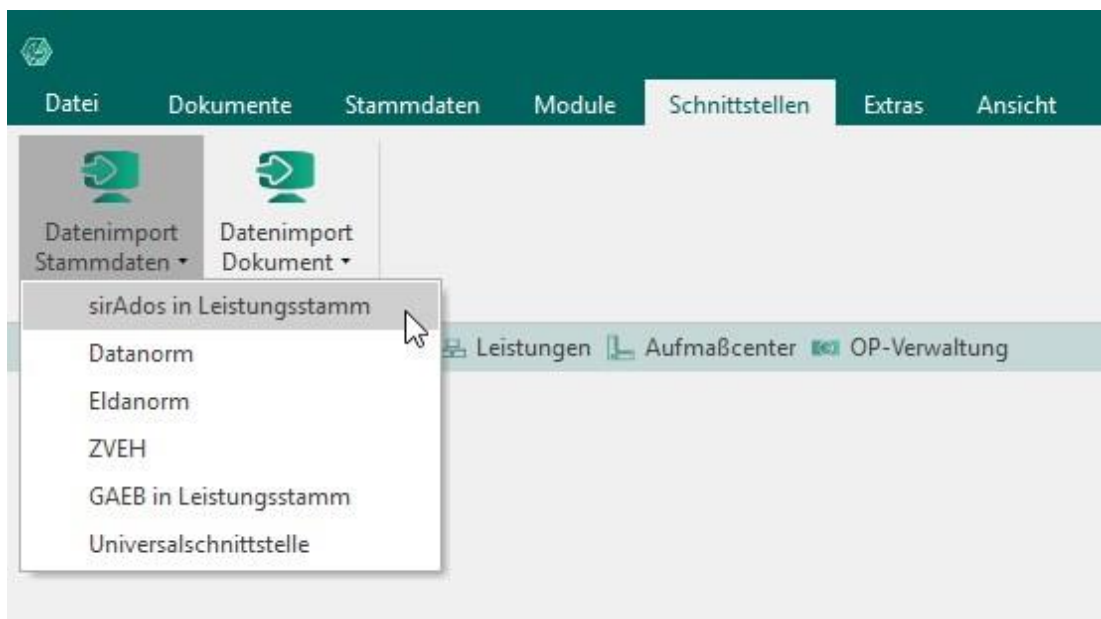 Datei Dokumente Stammdaten Module Schnittstellen Extras Ansicht
Datenimport Stammdaten
Datenimport Dokument
sirAdos in Leistungsstamm
Datanorm
Eldanorm
ZVEH
GAEB in Leistungsstamm
Universalschnittstelle
Leistungen Aufmaßcenter OP-Verwaltung